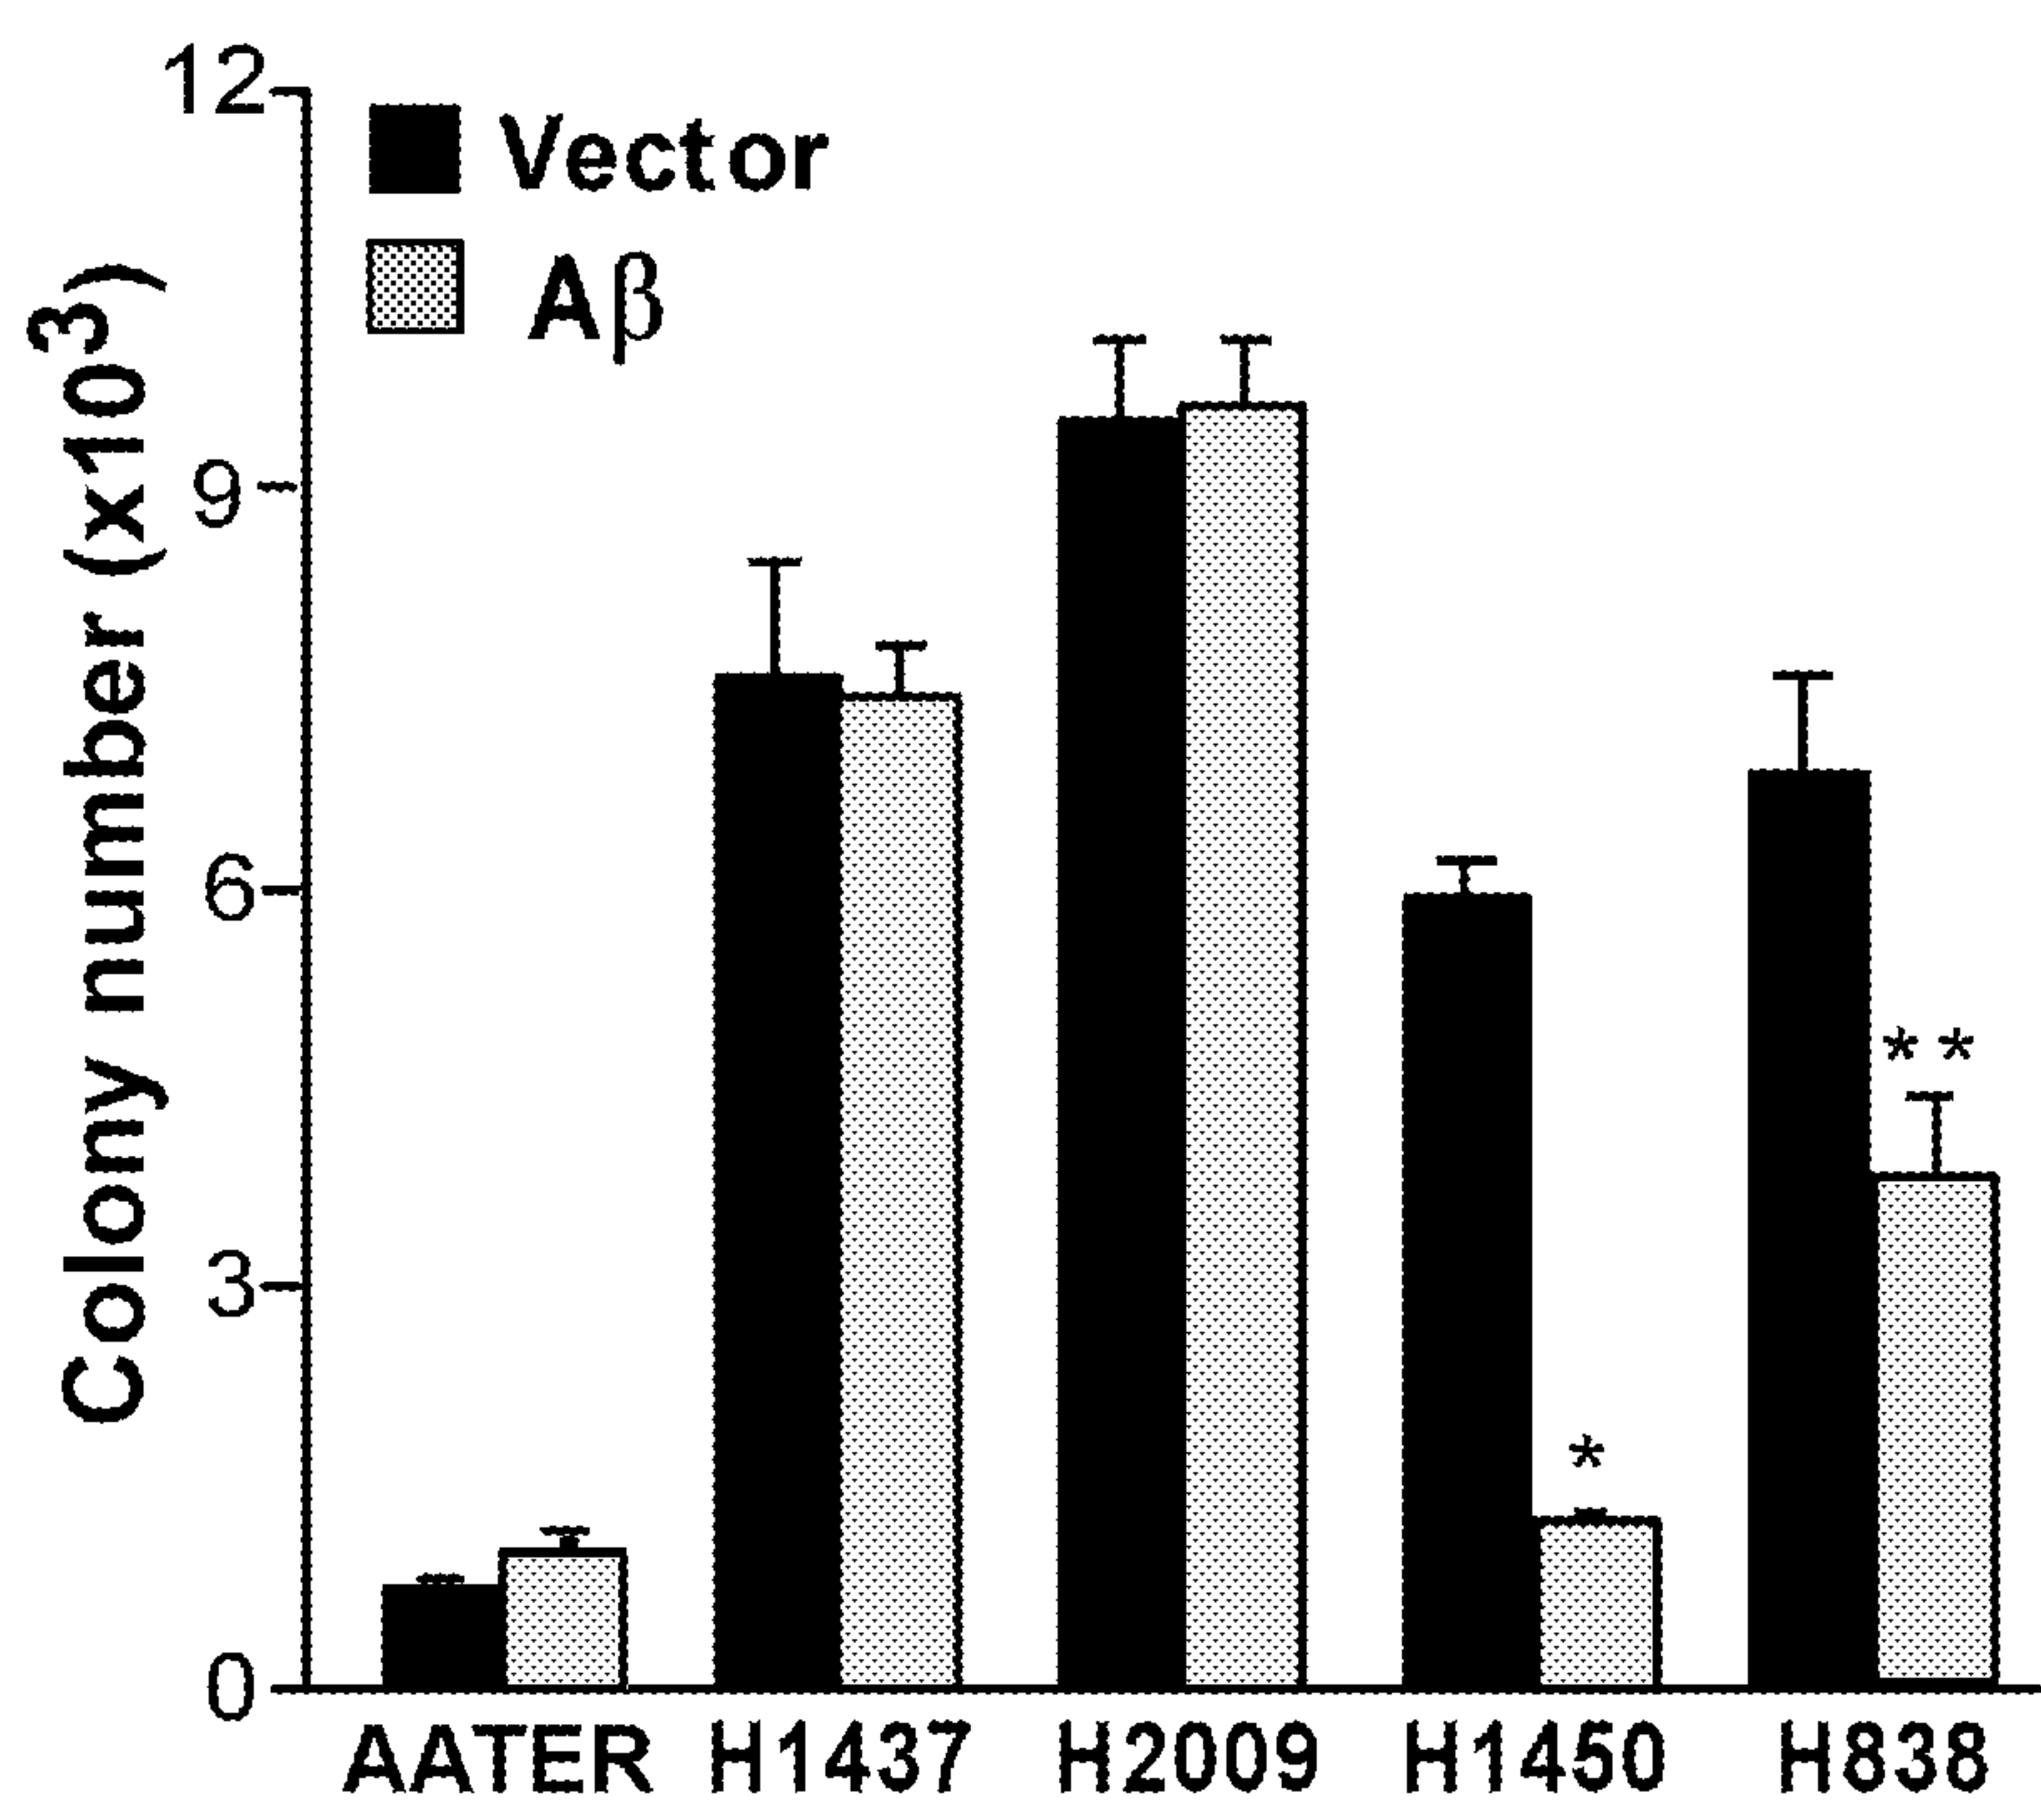 Colony number (x10³)
12
9
6
3
0
Vector
Aβ
*
**
AATER H1437 H2009 H1450 H838